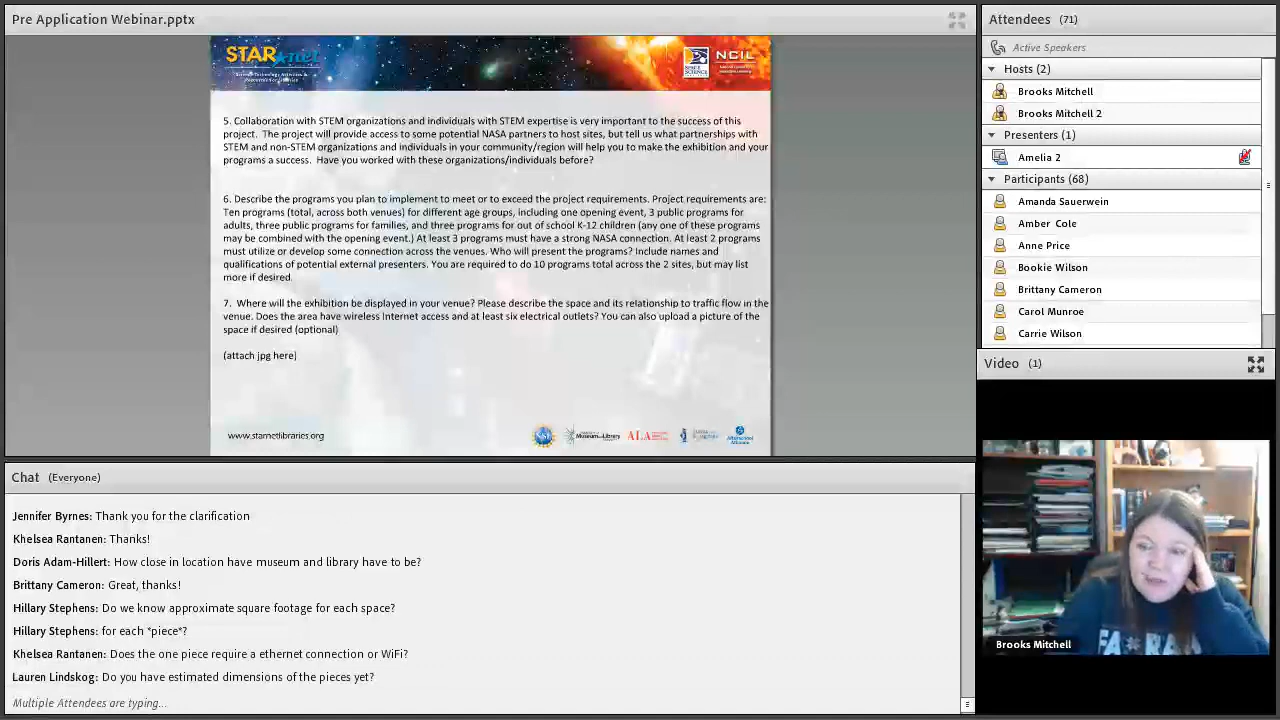 Pre Application Webinar.pptx
STAR
NCIL
SPACE SCIENCE
5. Collaboration with STEM organizations and individuals with STEM expertise is very important to the success of this
project.  The project will provide access to some potential NASA partners to host sites, but tell us what partnerships with
STEM and non-STEM organizations and individuals in your community/region will help you to make the exhibition and your
programs a success.  Have you worked with these organizations/individuals before?
6. Describe the programs you plan to implement to meet or to exceed the project requirements. Project requirements are:
Ten programs (total, across both venues) for different age groups, including one opening event, 3 public programs for
adults, three public programs for families, and three programs for out of school K-12 children (any one of these programs
may be combined with the opening event.) At least 3 programs must have a strong NASA connection. At least 2 programs
must utilize or develop some connection across the venues. Who will present the programs? Include names and
qualifications of potential external presenters. You are required to do 10 programs total across the 2 sites, but may list
more if desired.
7.  Where will the exhibition be displayed in your venue? Please describe the space and its relationship to traffic flow in the
venue. Does the area have wireless Internet access and at least six electrical outlets? You can also upload a picture of the
space if desired (optional)
(attach jpg here)
www.starnetlibraries.org
Museum and Library
ALA
Afterschool Alliance
Chat (Everyone)
Jennifer Byrnes: Thank you for the clarification
Khelsea Rantanen: Thanks!
Doris Adam-Hillert: How close in location have museum and library have to be?
Brittany Cameron: Great, thanks!
Hillary Stephens: Do we know approximate square footage for each space?
Hillary Stephens: for each *piece*?
Khelsea Rantanen: Does the one piece require a ethernet connection or WiFi?
Lauren Lindskog: Do you have estimated dimensions of the pieces yet?
Multiple Attendees are typing...
Attendees (71)
Active Speakers
Hosts (2)
Brooks Mitchell
Brooks Mitchell 2
Presenters (1)
Amelia 2
Participants (68)
Amanda Sauerwein
Amber Cole
Anne Price
Bookie Wilson
Brittany Cameron
Carol Munroe
Carrie Wilson
Video (1)
Brooks Mitchell